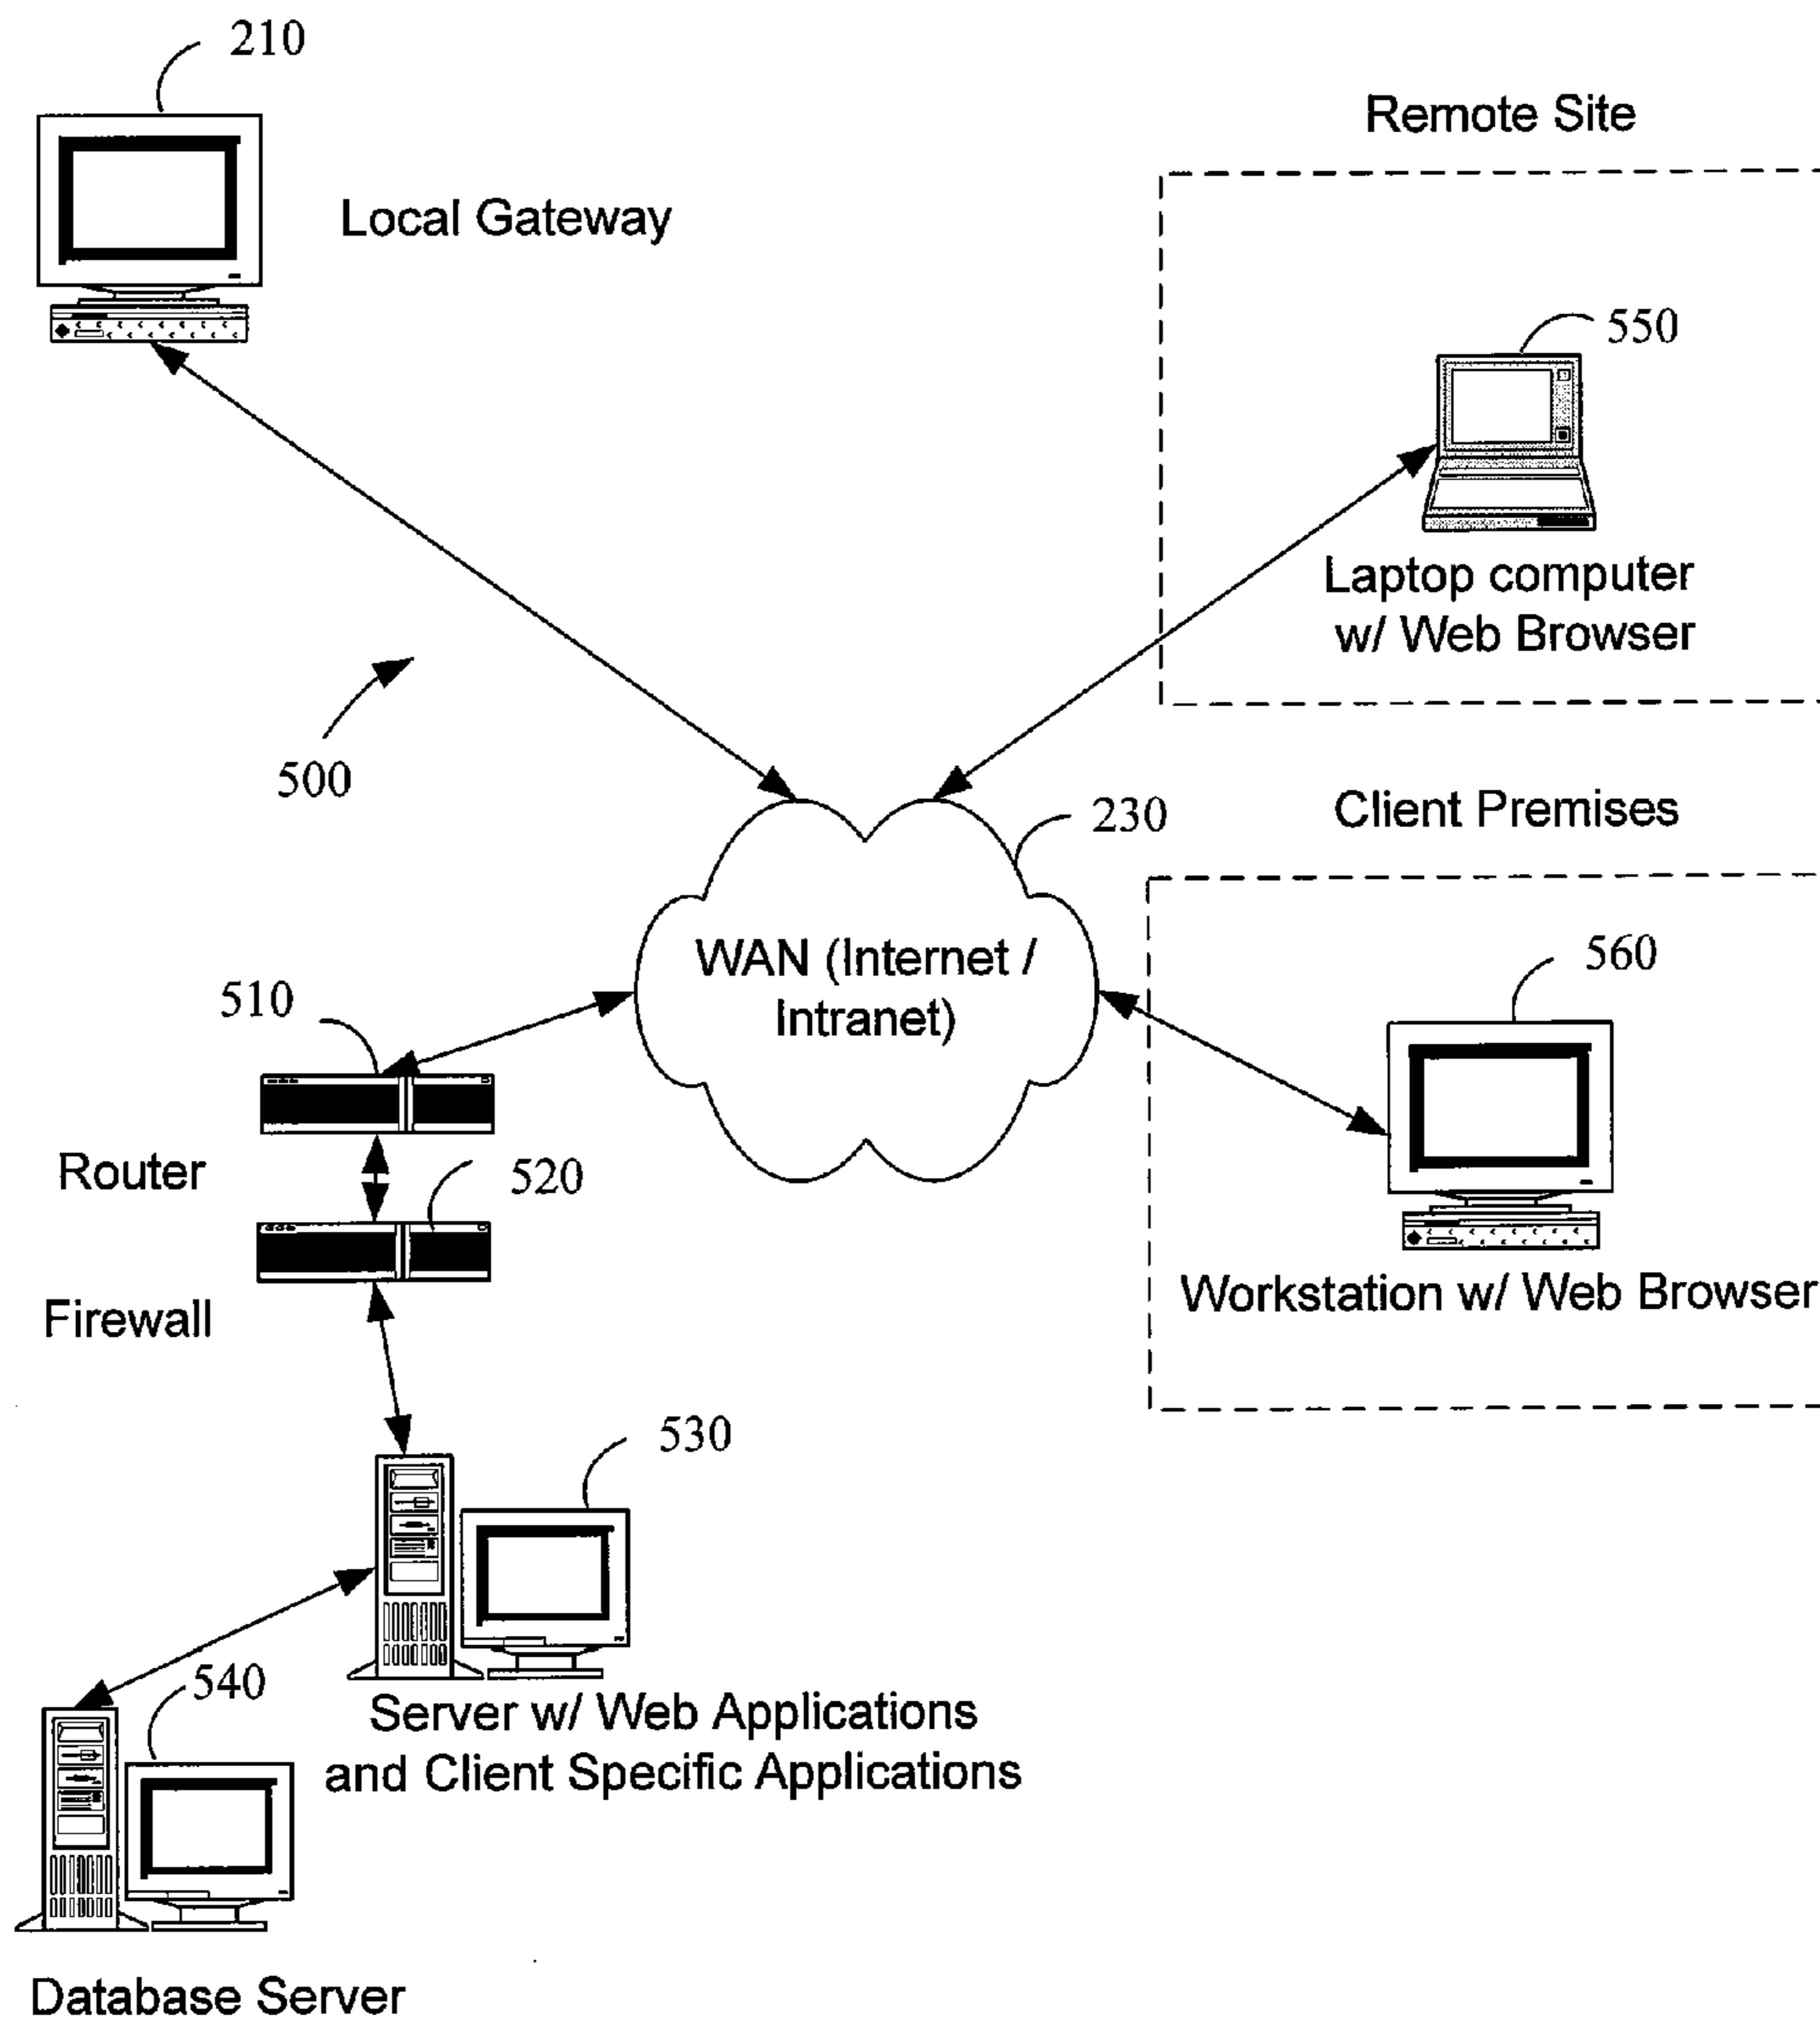 210
Remote Site
Local Gateway
550
Laptop computer
w/ Web Browser
500
230
Client Premises
WAN (Internet /
Intranet)
560
510
Router
520
Workstation w/ Web Browser
Firewall
530
540
Server w/ Web Applications
and Client Specific Applications
Database Server